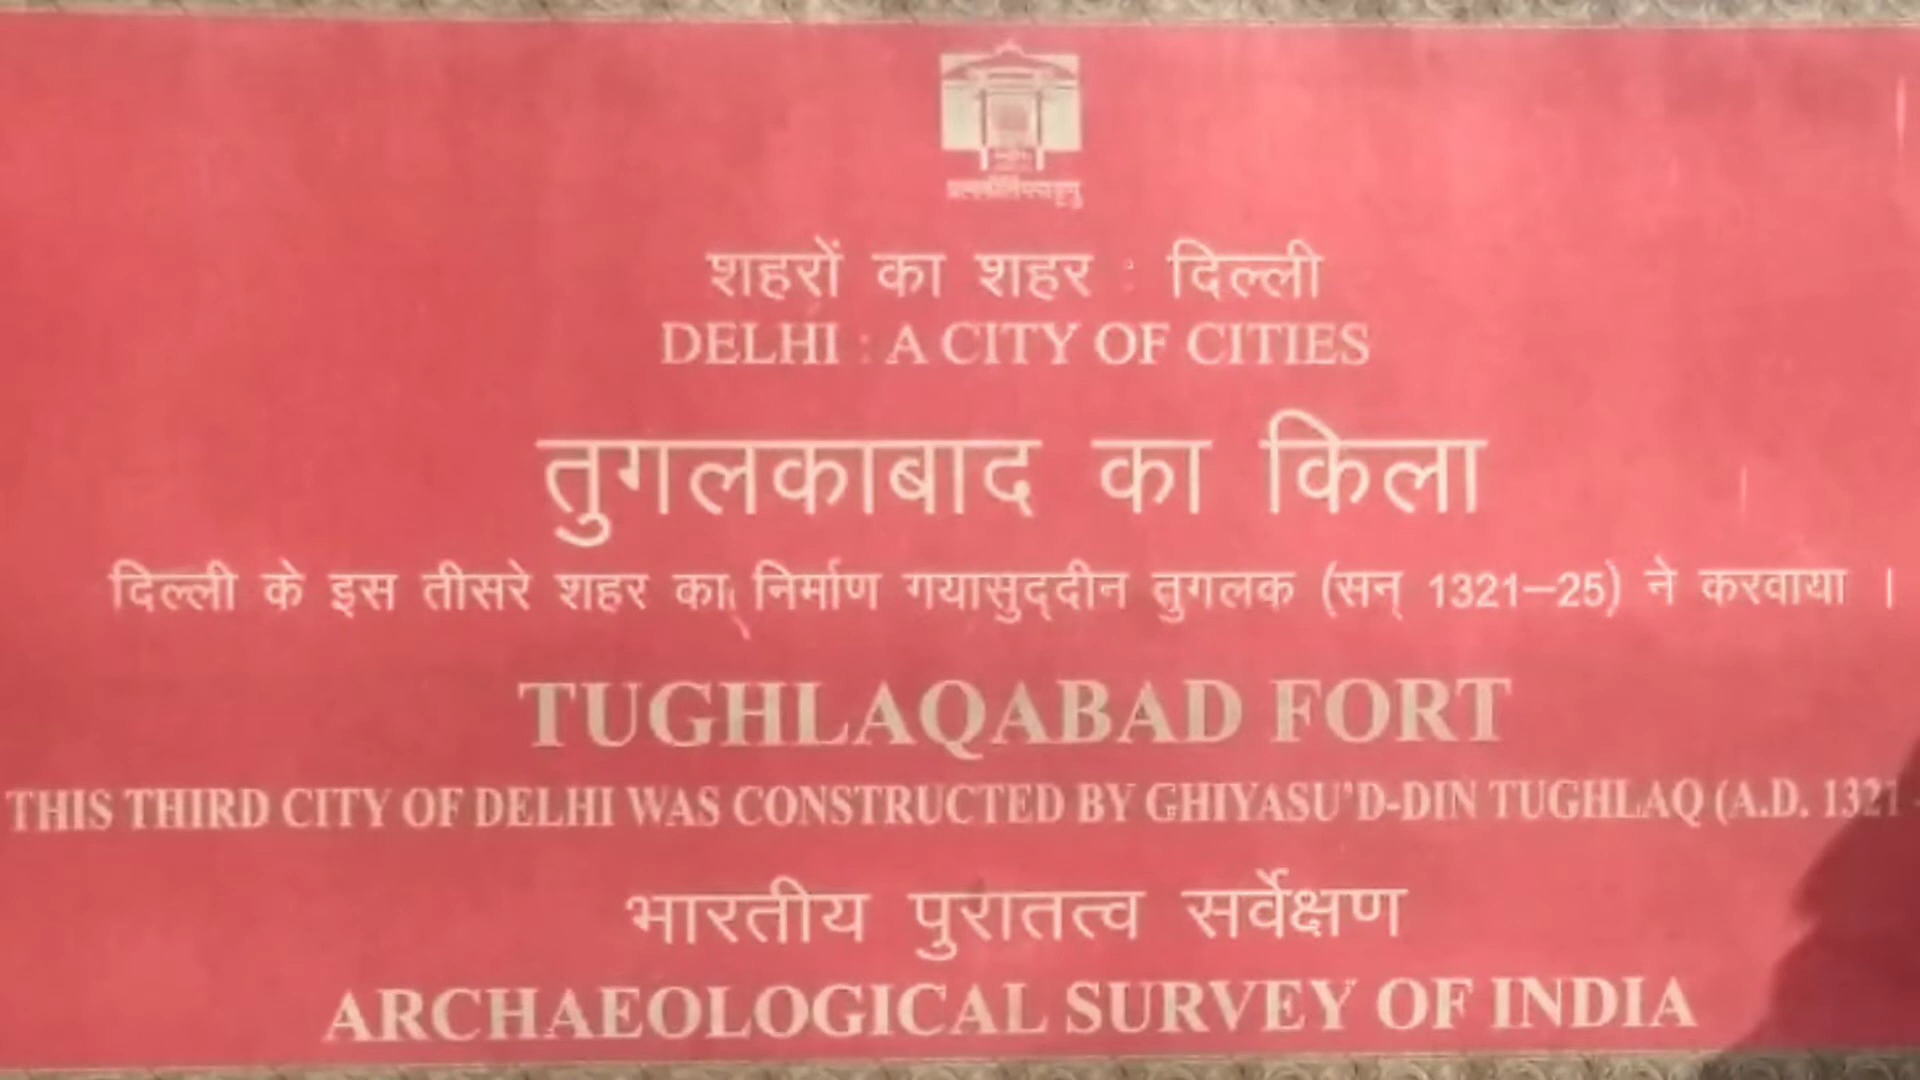 शहरों का शहर : दिल्ली
DELHI : A CITY OF CITIES
तुगलकाबाद का किला
दिल्ली के इस तीसरे शहर का निर्माण गयासुद्दीन तुगलक (सन् 1321–25) ने करवाया ।
TUGHLAQABAD FORT
THIS THIRD CITY OF DELHI WAS CONSTRUCTED BY GHIYASU'D-DIN TUGHLAQ (A.D. 1321 -
भारतीय पुरातत्व सर्वेक्षण
ARCHAEOLOGICAL SURVEY OF INDIA